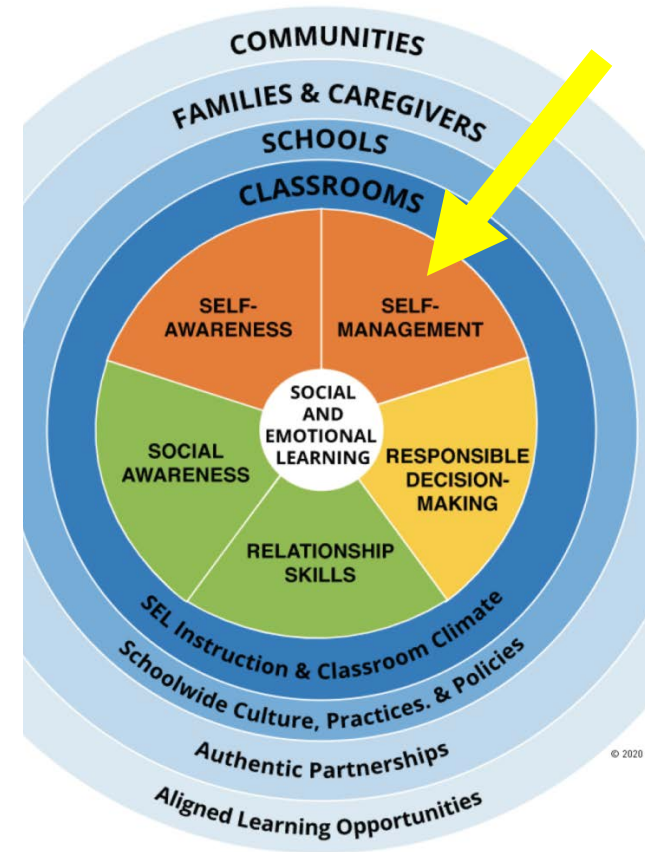 COMMUNITIES
FAMILIES & CAREGIVERS
SCHOOLS
CLASSROOMS
SELF-
AWARENESS
SELF-
MANAGEMENT
SOCIAL
AND
EMOTIONAL
LEARNING
SOCIAL
AWARENESS
RESPONSIBLE
DECISION-
MAKING
RELATIONSHIP
SKILLS
SEL Instruction & Classroom Climate
Schoolwide Culture, Practices. & Policies
Authentic Partnerships
Aligned Learning Opportunities
© 2020